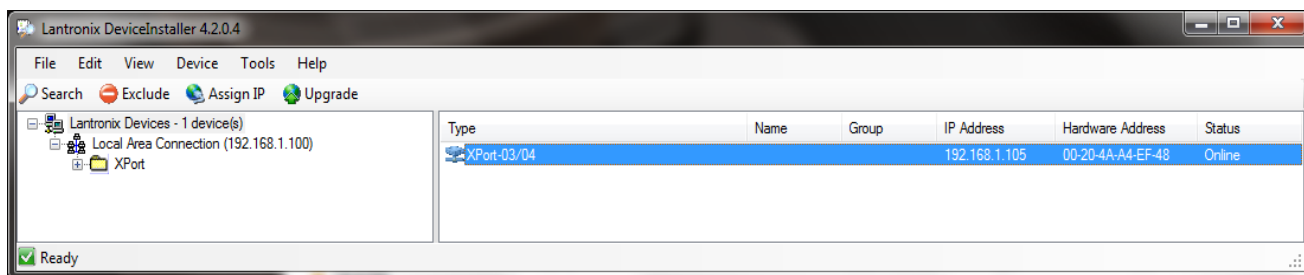 Lantronix DeviceInstaller 4.2.0.4
File Edit View Device Tools Help
Search Exclude Assign IP Upgrade
Lantronix Devices - 1 device(s)
Local Area Connection (192.168.1.100)
XPort
Type Name Group IP Address Hardware Address Status
XPort-03/04 192.168.1.105 00-20-4A-A4-EF-48 Online
Ready